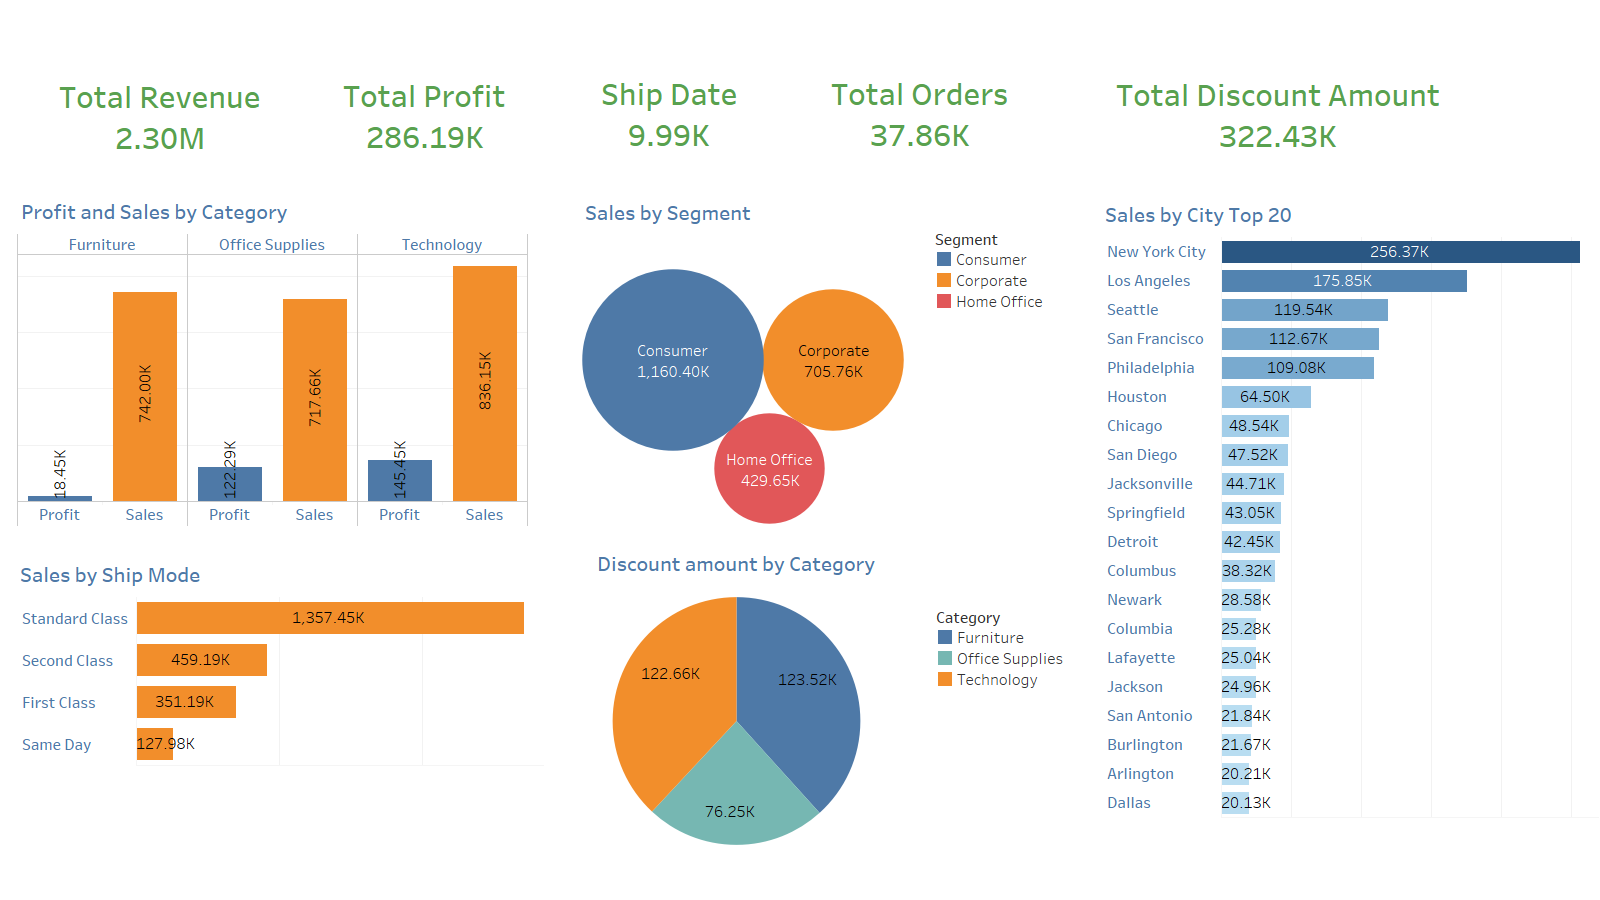 Total Revenue
2.30M
Total Profit
286.19K
Ship Date
9.99K
Total Orders
37.86K
Total Discount Amount
322.43K
Profit and Sales by Category
Furniture
Office Supplies
Technology
18.45K
742.00K
122.29K
717.66K
145.45K
836.15K
Profit
Sales
Profit
Sales
Profit
Sales
Sales by Ship Mode
Standard Class 1,357.45K
Second Class 459.19K
First Class 351.19K
Same Day 127.98K
Sales by Segment
Consumer
1,160.40K
Corporate
705.76K
Home Office
429.65K
Segment
Consumer
Corporate
Home Office
Discount amount by Category
122.66K
123.52K
76.25K
Category
Furniture
Office Supplies
Technology
Sales by City Top 20
New York City 256.37K
Los Angeles 175.85K
Seattle 119.54K
San Francisco 112.67K
Philadelphia 109.08K
Houston 64.50K
Chicago 48.54K
San Diego 47.52K
Jacksonville 44.71K
Springfield 43.05K
Detroit 42.45K
Columbus 38.32K
Newark 28.58K
Columbia 25.28K
Lafayette 25.04K
Jackson 24.96K
San Antonio 21.84K
Burlington 21.67K
Arlington 20.21K
Dallas 20.13K